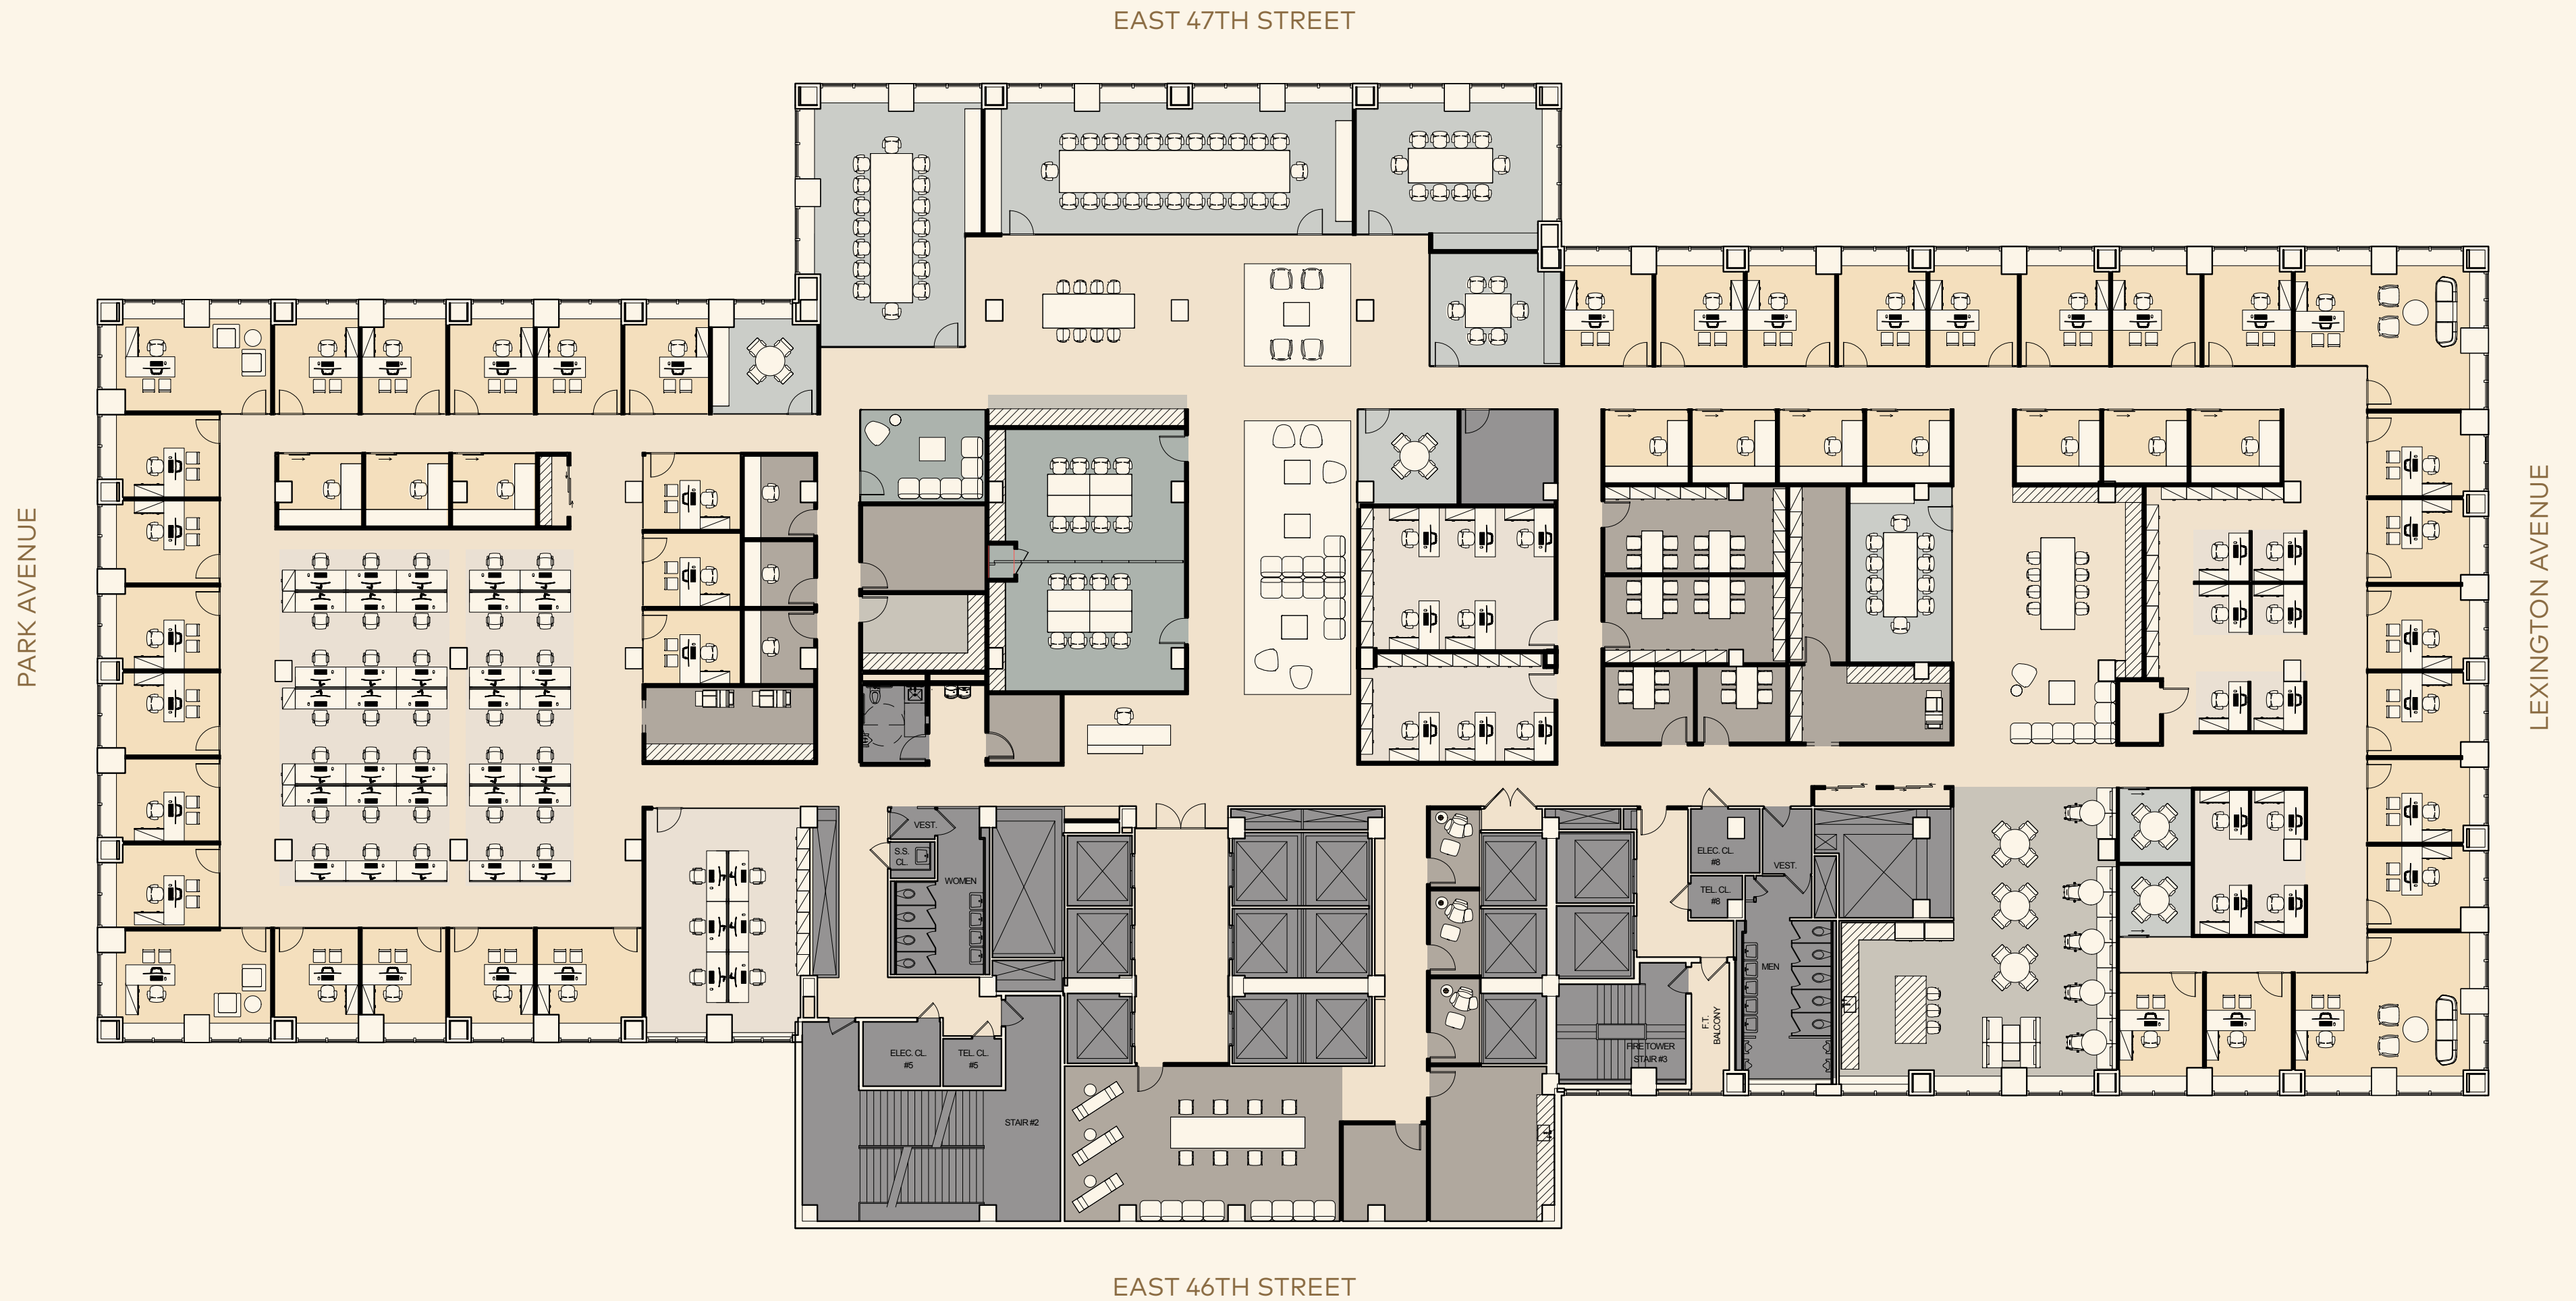 EAST 47TH STREET
PARK AVENUE
LEXINGTON AVENUE
VEST.
S.S.
CL.
WOMEN
ELEC. CL.
#8
VEST.
TEL. CL.
#8
MEN
F.T.
BALCONY
FIRE TOWER
STAIR #3
ELEC. CL.
#5
TEL. CL.
#5
STAIR #2
EAST 46TH STREET